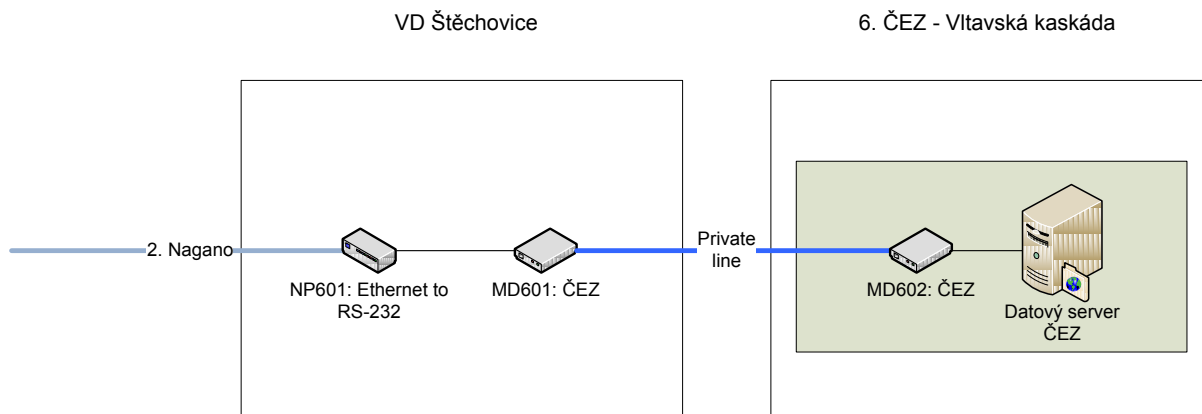 VD Štěchovice
6. ČEZ - Vltavská kaskáda
2. Nagano
Private
line
NP601: Ethernet to
RS-232
MD601: ČEZ
MD602: ČEZ
Datový server
ČEZ